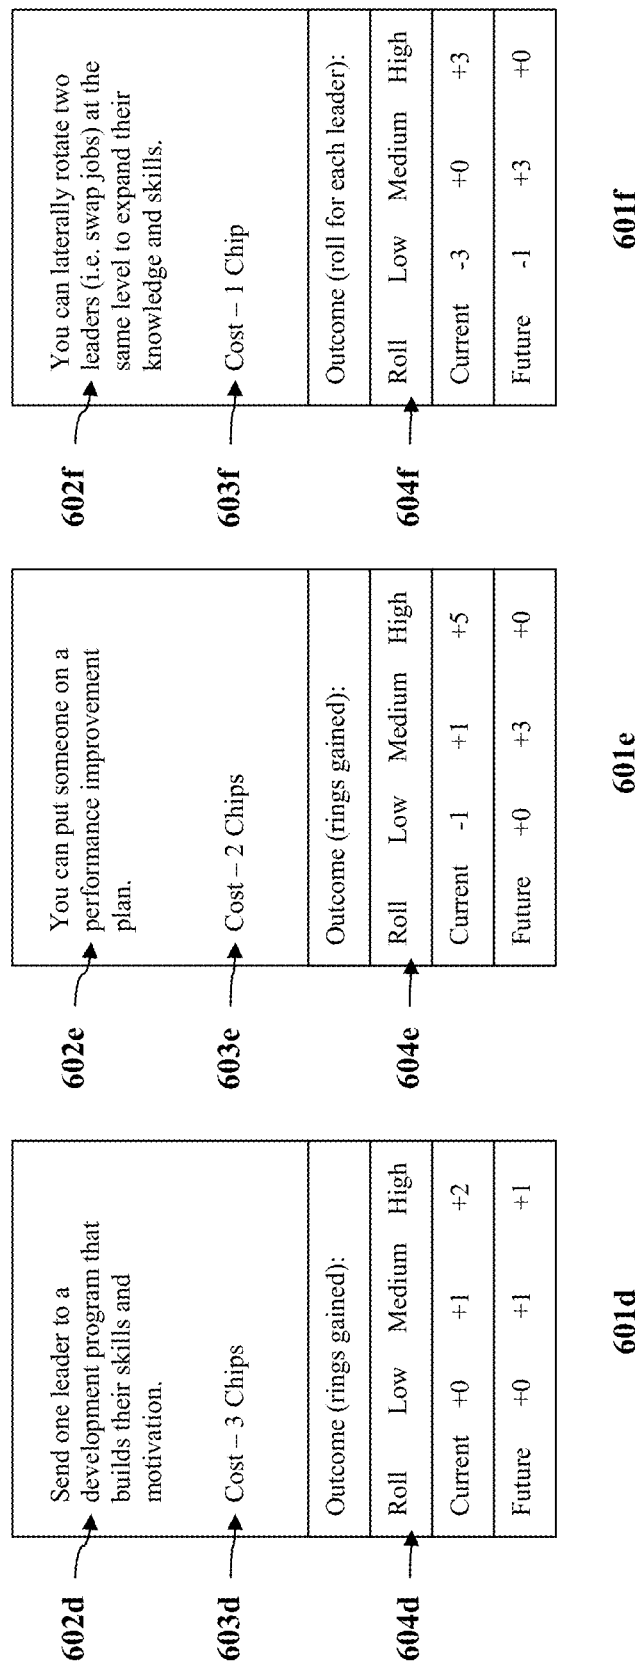 602d
Send one leader to a
development program that
builds their skills and
motivation.
603d
Cost – 3 Chips
Outcome (rings gained):
604d
Roll Low Medium High
Current +0 +1 +2
Future +0 +1 +1
601d
602e
You can put someone on a
performance improvement
plan.
603e
Cost – 2 Chips
Outcome (rings gained):
604e
Roll Low Medium High
Current -1 +1 +5
Future +0 +3 +0
601e
602f
You can laterally rotate two
leaders (i.e. swap jobs) at the
same level to expand their
knowledge and skills.
603f
Cost – 1 Chip
Outcome (roll for each leader):
604f
Roll Low Medium High
Current -3 +0 +3
Future -1 +3 +0
601f